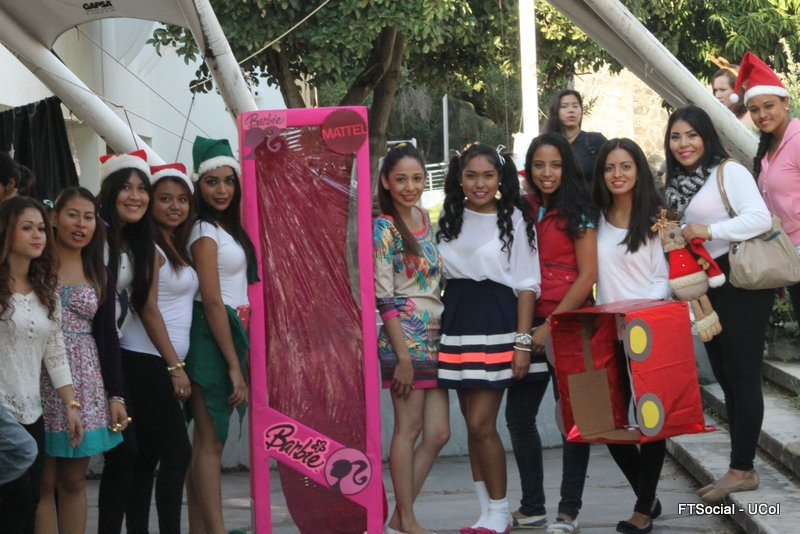 GAPSA
Barbie
MATTEL
Barbie
FTSocial - UCol